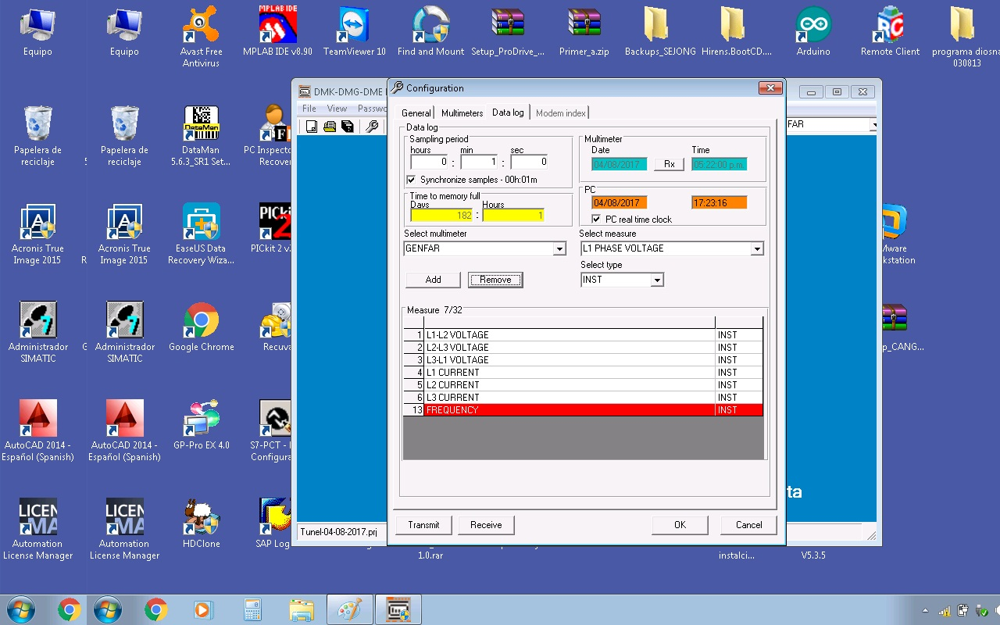 Equipo
Equipo
Avast Free
Antivirus
MPLAB IDE
MPLAB IDE v8.90
TeamViewer 10
Find and Mount
Setup_ProDrive_...
Primer_a.zip
Backups_SEJONG
Hirens.BootCD....
Arduino
RC
Remote Client
programa diosna
030813
Papelera de
reciclaje
Papelera de
reciclaje
DataMan
DataMan
5.6.3_SR1 Set...
PC Inspecto
Recover
Acronis True
Image 2015
Acronis True
Image 2015
EaseUS Data
Recovery Wiza...
PICki
PICkit 2 v2
Administrador
SIMATIC
Administrador
SIMATIC
Google Chrome
Recuva
AutoCAD 2014 -
Español (Spanish)
AutoCAD 2014 -
Español (Spanish)
GP-Pro EX 4.0
S7-PCT -
Configura
LICEN
MA
Automation
License Manager
LICEN
MA
Automation
License Manager
HDClone
SAP Log
1.0.rar
instalci...
V5.3.5
Mware
kstation
p_CANG...
DMK-DMG-DME
File View Passwo
FAR
ta
Tunel-04-08-2017.prj
Configuration
General Multimeters Data log Modem index
Data log
Sampling period
hours min sec
0 : 1 : 0
Synchronize samples - 00h:01m
Time to memory full
Days Hours
182 : 1
Multimeter
Date Time
04/08/2017 Rx 05:22:00 p.m.
PC
04/08/2017 17:23:16
PC real time clock
Select multimeter
GENFAR
Select measure
L1 PHASE VOLTAGE
Add Remove
Select type
INST
Measure 7/32
1 L1-L2 VOLTAGE INST
2 L2-L3 VOLTAGE INST
3 L3-L1 VOLTAGE INST
4 L1 CURRENT INST
5 L2 CURRENT INST
6 L3 CURRENT INST
13 FREQUENCY INST
Transmit Receive OK Cancel